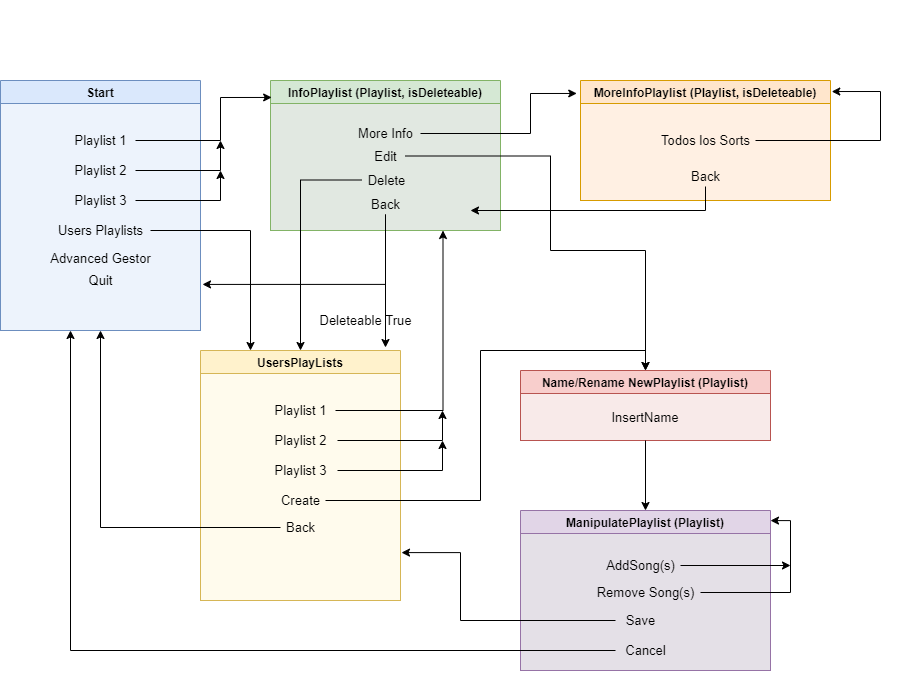 Start
Playlist 1
Playlist 2
Playlist 3
Users Playlists
Advanced Gestor
Quit
InfoPlaylist (Playlist, isDeleteable)
More Info
Edit
Delete
Back
MoreInfoPlaylist (Playlist, isDeleteable)
Todos los Sorts
Back
Deleteable True
UsersPlayLists
Playlist 1
Playlist 2
Playlist 3
Create
Back
Name/Rename NewPlaylist (Playlist)
InsertName
ManipulatePlaylist (Playlist)
AddSong(s)
Remove Song(s)
Save
Cancel